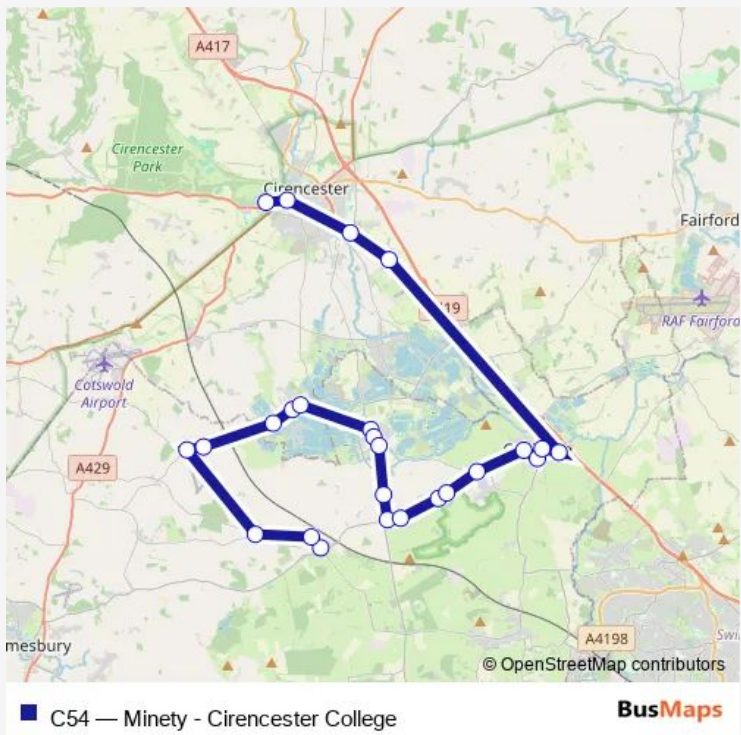 A417
Cirencester
Park
Cirencester
Fairford
RAF Fairford
19
Cotswold
Airport
A429
mesbury
A4198
Swi
© OpenStreetMap contributors
C54 — Minety - Cirencester College
BusMaps